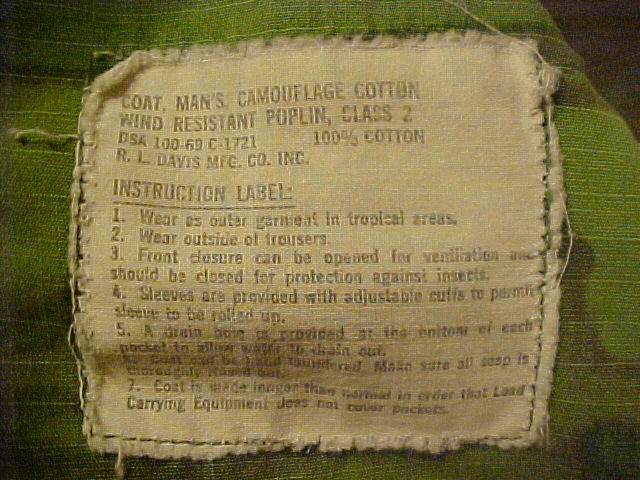 COAT, MAN'S, CAMOUFLAGE COTTON
WIND RESISTANT POPLIN, CLASS 2
DSA 100-69 C-1721 100% COTTON
R. L. DAVIS MFG. CO. INC.
INSTRUCTION LABEL:
1. Wear as outer garment in tropical areas.
2. Wear outside of trousers.
3. Front closure can be opened for ventilation and
should be closed for protection against insects.
4. Sleeves are provided with adjustable cuffs to permit
sleeve to be rolled up.
5. A drain hole is provided at the bottom of each
pocket to allow water to drain out.
Coat can be Make sure all soap is
thoroughly rinsed out.
7. Coat is made longer than normal in order that Load
Carrying Equipment does not cover pockets.